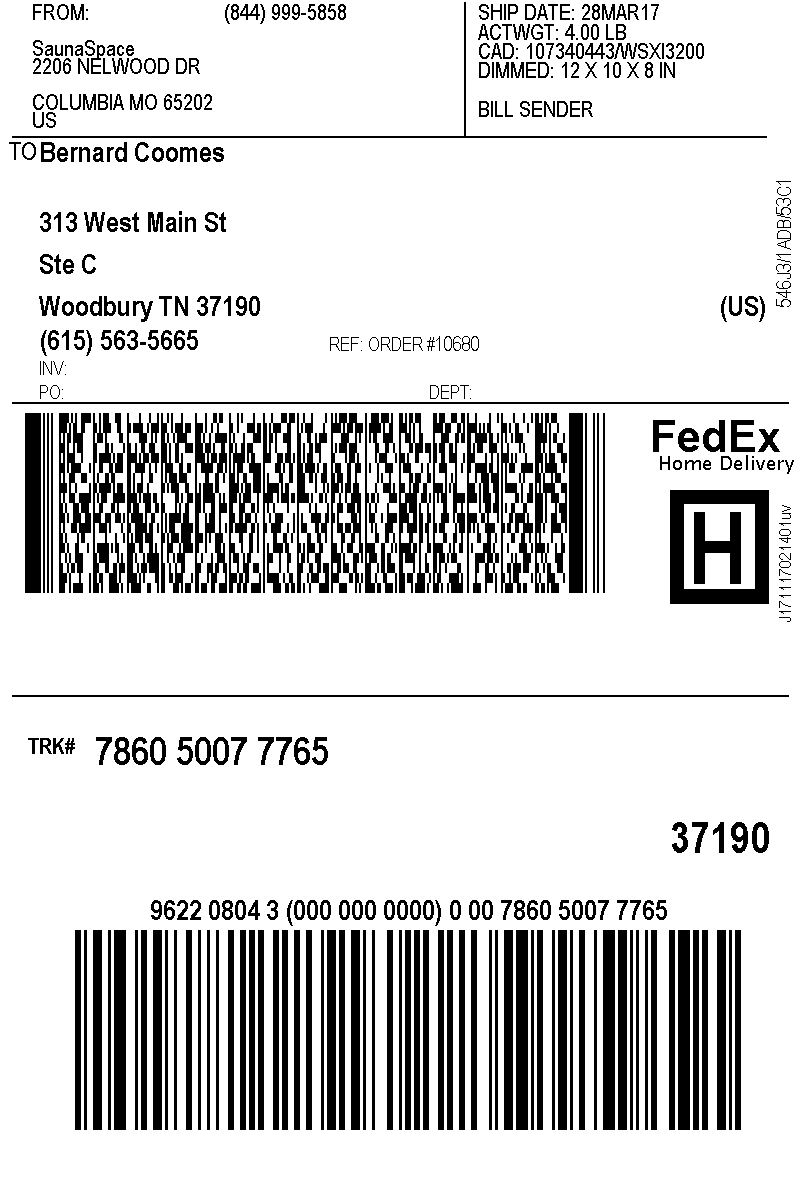 FROM: (844) 999-5858
SaunaSpace
2206 NELWOOD DR
COLUMBIA MO 65202
US
SHIP DATE: 28MAR17
ACTWGT: 4.00 LB
CAD: 107340443/WSXI3200
DIMMED: 12 X 10 X 8 IN
BILL SENDER
TO Bernard Coomes
313 West Main St
Ste C
Woodbury TN 37190 (US)
(615) 563-5665 REF: ORDER #10680
INV:
PO: DEPT:
546J3/1ADB/53C1
FedEx
Home Delivery
H
J171117021401uv
TRK# 7860 5007 7765
37190
9622 0804 3 (000 000 0000) 0 00 7860 5007 7765